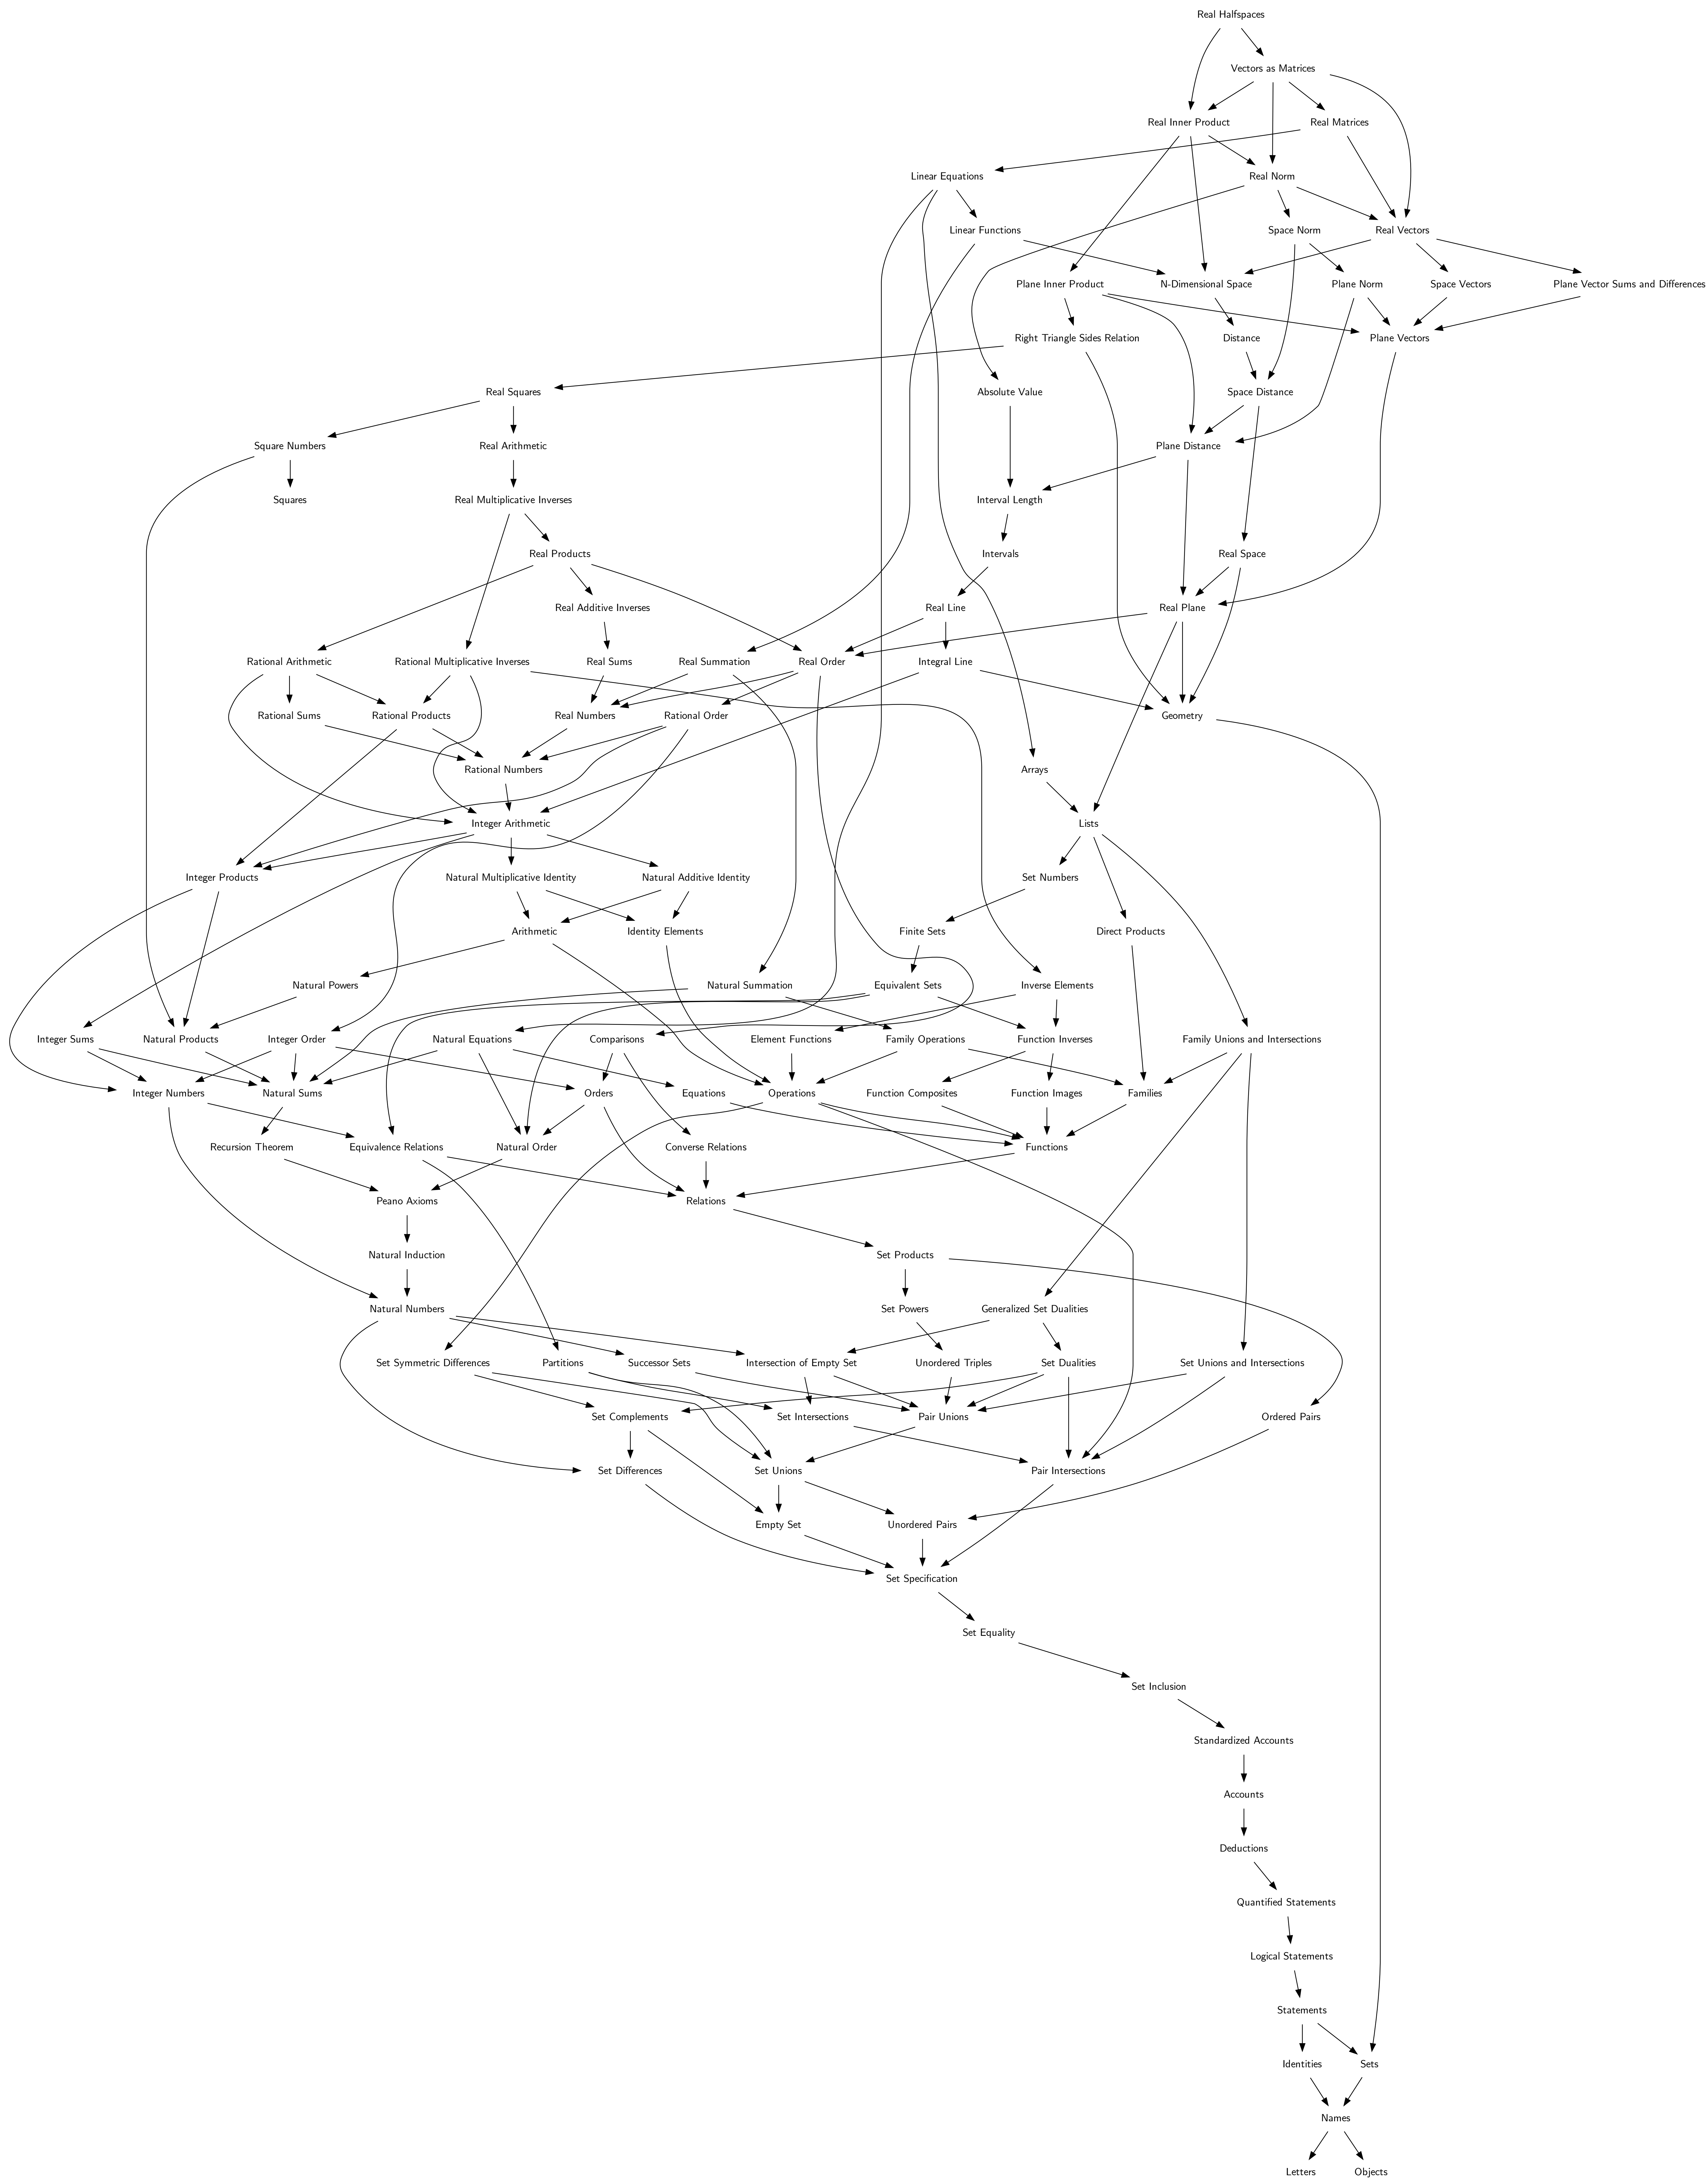 Real Halfspaces
Vectors as Matrices
Real Inner Product
Real Matrices
Linear Equations
Real Norm
Linear Functions
Space Norm
Real Vectors
Plane Inner Product
N-Dimensional Space
Plane Norm
Space Vectors
Plane Vector Sums and Differences
Right Triangle Sides Relation
Distance
Plane Vectors
Real Squares
Absolute Value
Space Distance
Square Numbers
Real Arithmetic
Plane Distance
Squares
Real Multiplicative Inverses
Interval Length
Real Products
Intervals
Real Space
Real Additive Inverses
Real Line
Real Plane
Rational Arithmetic
Rational Multiplicative Inverses
Real Sums
Real Summation
Real Order
Integral Line
Rational Sums
Rational Products
Real Numbers
Rational Order
Geometry
Rational Numbers
Arrays
Integer Arithmetic
Lists
Integer Products
Natural Multiplicative Identity
Natural Additive Identity
Set Numbers
Arithmetic
Identity Elements
Finite Sets
Direct Products
Natural Powers
Natural Summation
Equivalent Sets
Inverse Elements
Integer Sums
Natural Products
Integer Order
Natural Equations
Comparisons
Element Functions
Family Operations
Function Inverses
Family Unions and Intersections
Integer Numbers
Natural Sums
Orders
Equations
Operations
Function Composites
Function Images
Families
Recursion Theorem
Equivalence Relations
Natural Order
Converse Relations
Functions
Peano Axioms
Relations
Natural Induction
Set Products
Natural Numbers
Set Powers
Generalized Set Dualities
Set Symmetric Differences
Partitions
Successor Sets
Intersection of Empty Set
Unordered Triples
Set Dualities
Set Unions and Intersections
Set Complements
Set Intersections
Pair Unions
Ordered Pairs
Set Differences
Set Unions
Pair Intersections
Empty Set
Unordered Pairs
Set Specification
Set Equality
Set Inclusion
Standardized Accounts
Accounts
Deductions
Quantified Statements
Logical Statements
Statements
Identities
Sets
Names
Letters
Objects